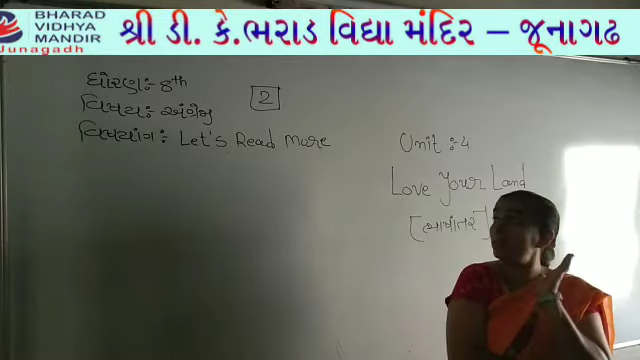 BHARAD
VIDHYA
MANDIR
Junagadh
શ્રી ડી. કે.ભરાડ વિદ્યા મંદિર – જૂનાગઢ
ધોરણ:- 8th
વિષય:- અંગ્રેજી
2
વિષયાંગ:- Let's Read More
Unit :- 4
Love Your Land
[ભાષાંતર]